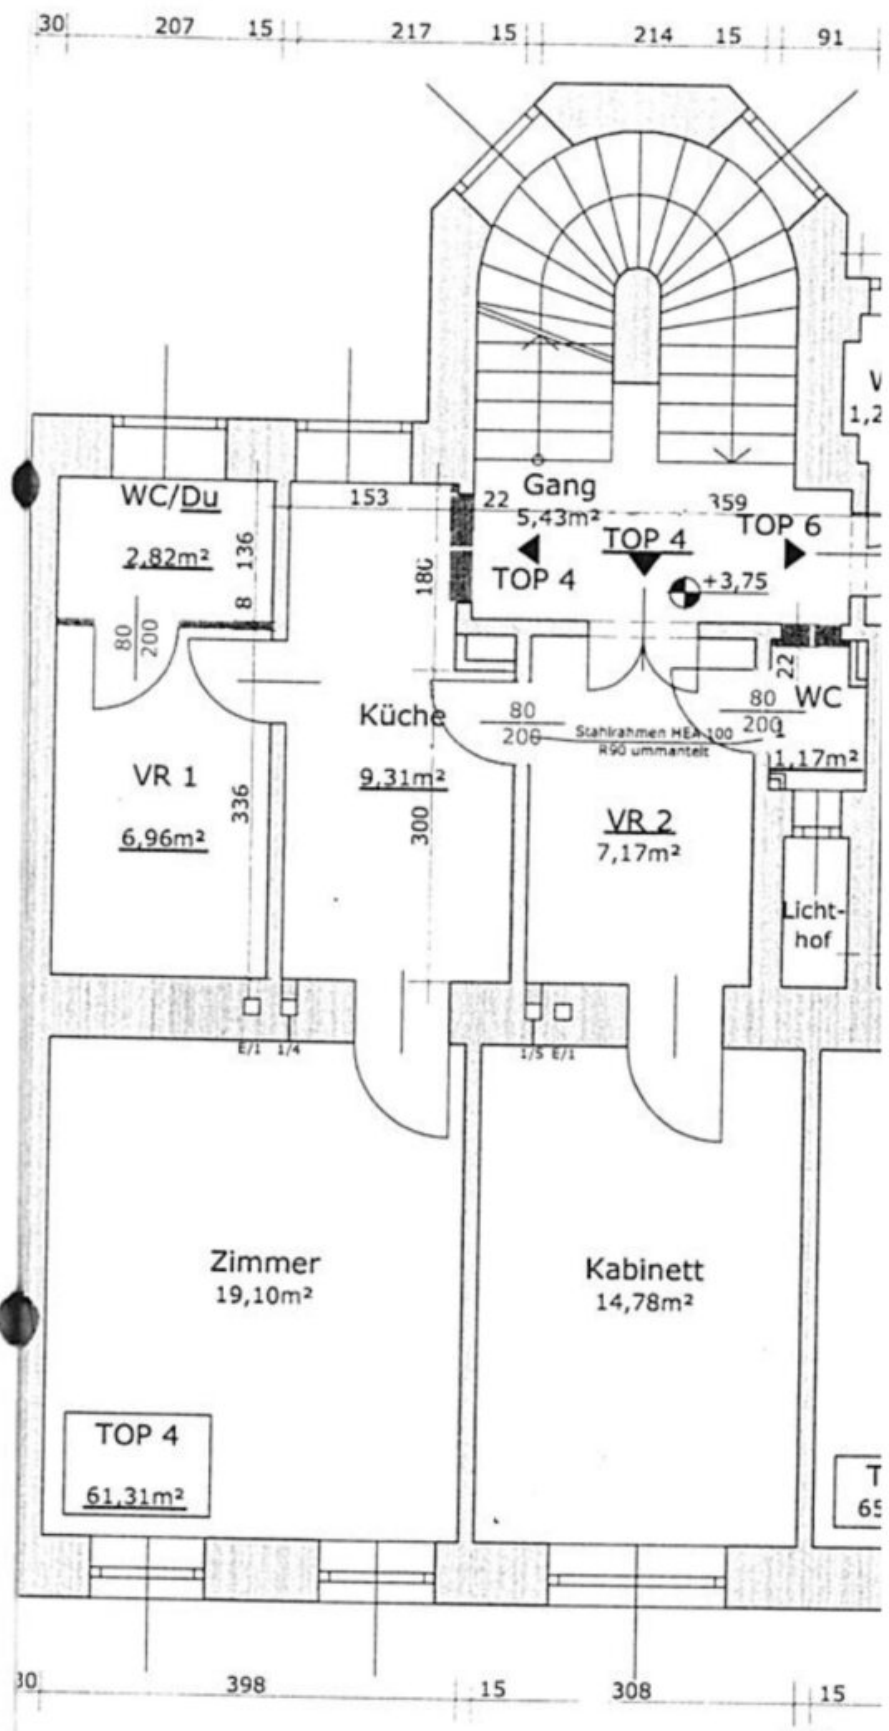 30 207 15 217 15 214 15 91
1,2
WC/Du
2,82m²
136
8
80
200
153
180
22
Gang
5,43m²
359
TOP 4
TOP 4
TOP 6
+3,75
22
WC
1,17m²
80
200
Küche
9,31m²
300
80
200
Stahlrahmen HEA 100
R90 ummantelt
VR 1
6,96m²
336
VR 2
7,17m²
Licht-
hof
E/1 1/4
1/5 E/1
Zimmer
19,10m²
Kabinett
14,78m²
TOP 4
61,31m²
T
65
30 398 15 308 15